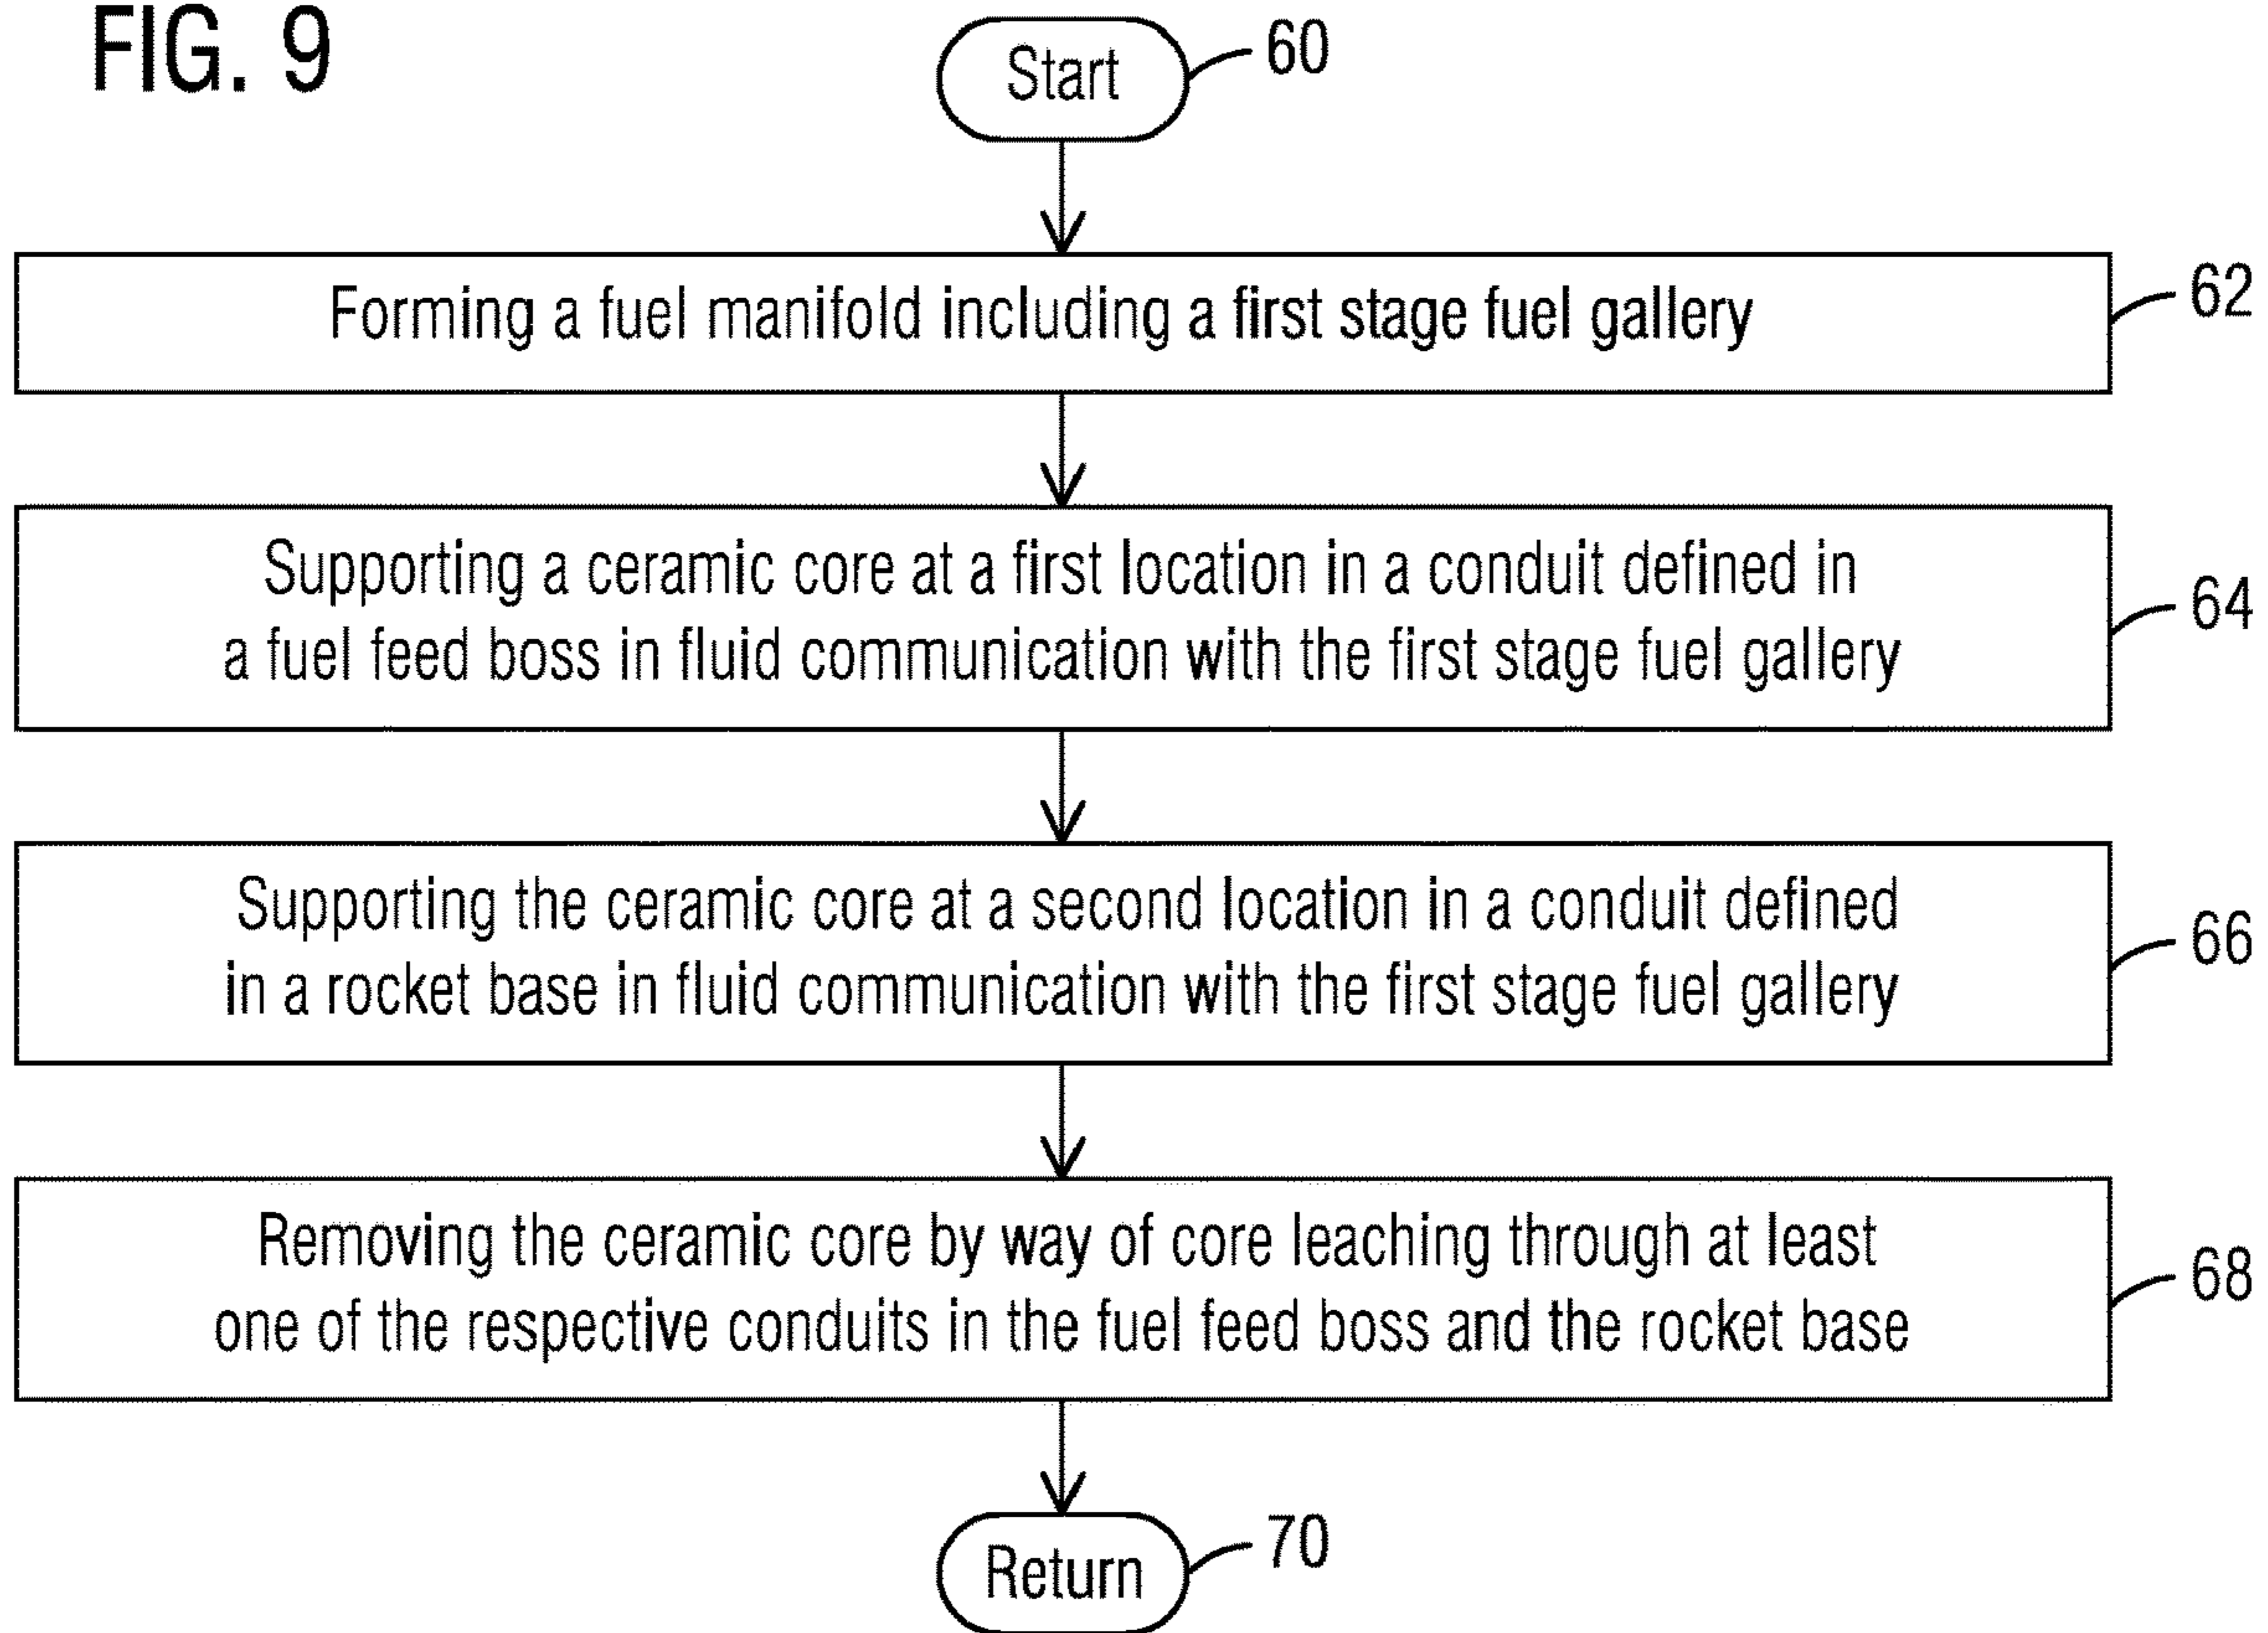 FIG. 9
Start
60
Forming a fuel manifold including a first stage fuel gallery
62
Supporting a ceramic core at a first location in a conduit defined in
a fuel feed boss in fluid communication with the first stage fuel gallery
64
Supporting the ceramic core at a second location in a conduit defined
in a rocket base in fluid communication with the first stage fuel gallery
66
Removing the ceramic core by way of core leaching through at least
one of the respective conduits in the fuel feed boss and the rocket base
68
Return
70